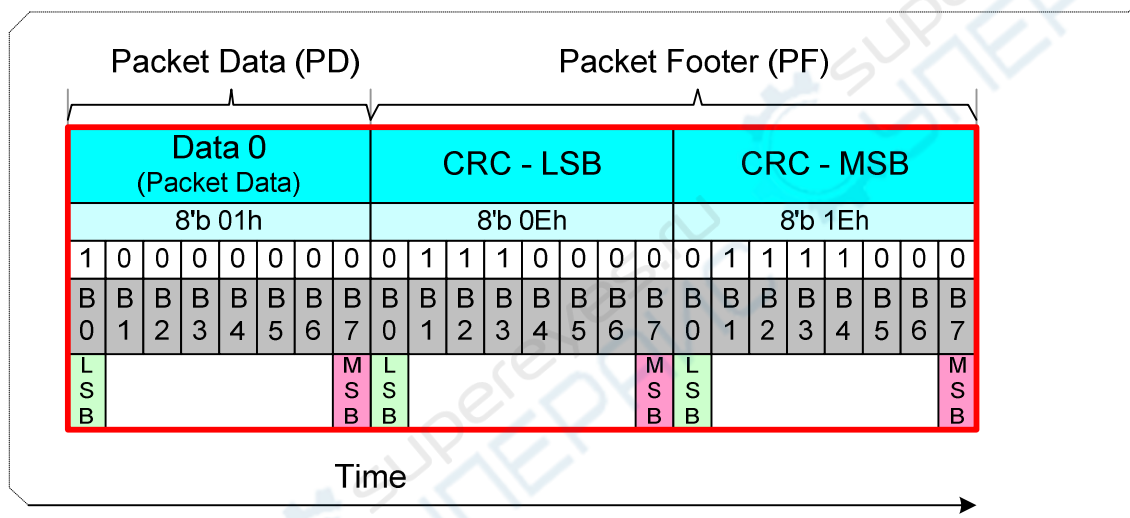 Packet Data (PD) Packet Footer (PF)
Data 0 CRC - LSB CRC - MSB
(Packet Data)
8'b 01h 8'b 0Eh 8'b 1Eh
1 0 0 0 0 0 0 0 0 1 1 1 0 0 0 0 0 1 1 1 1 0 0 0
B B B B B B B B B B B B B B B B B B B B B B B B
0 1 2 3 4 5 6 7 0 1 2 3 4 5 6 7 0 1 2 3 4 5 6 7
L M L M L M
S S S S S S
B B B B B B
Time
supereyes.ru
СУПЕРАЙС